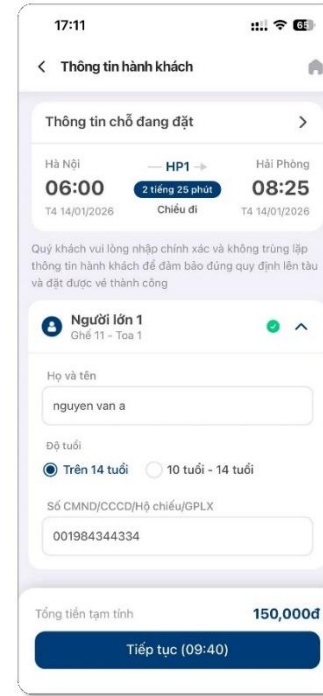 17:11
65
Thông tin hành khách
Thông tin chỗ đang đặt
Hà Nội HP1 Hải Phòng
06:00 2 tiếng 25 phút 08:25
T4 14/01/2026 Chiều đi T4 14/01/2026
Quý khách vui lòng nhập chính xác và không trùng lặp
thông tin hành khách để đảm bảo đúng quy định lên tàu
và đặt được vé thành công
Người lớn 1
Ghế 11 - Toa 1
Họ và tên
nguyen van a
Độ tuổi
Trên 14 tuổi 10 tuổi - 14 tuổi
Số CMND/CCCD/Hộ chiếu/GPLX
001984344334
Tổng tiền tạm tính 150,000đ
Tiếp tục (09:40)